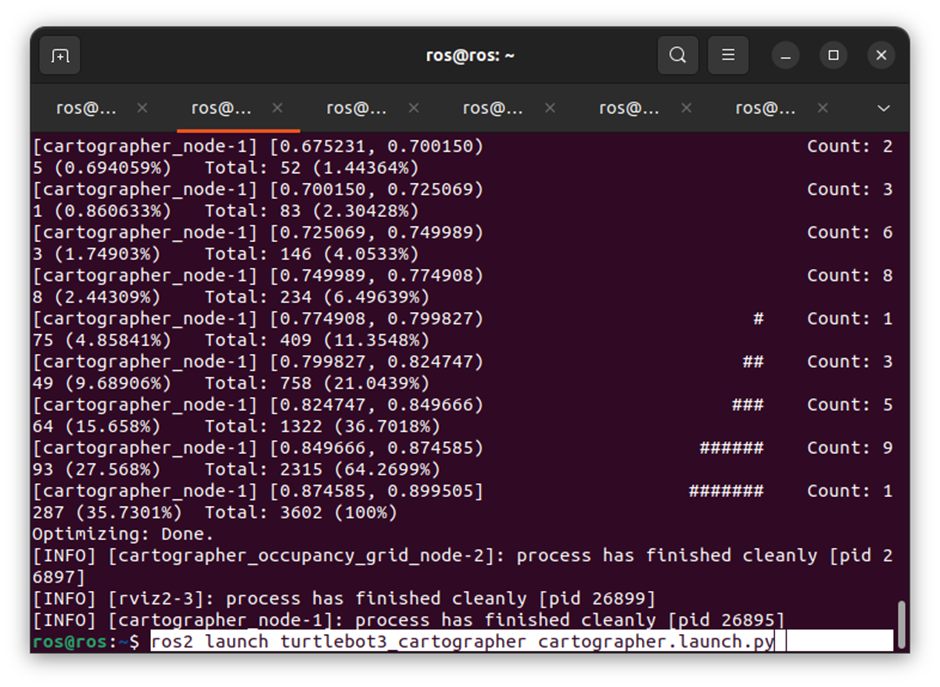 ros@ros: ~
ros@... ros@... ros@... ros@... ros@... ros@...
[cartographer_node-1] [0.675231, 0.700150)                              Count: 2
5 (0.694059%)   Total: 52 (1.44364%)
[cartographer_node-1] [0.700150, 0.725069)                              Count: 3
1 (0.860633%)   Total: 83 (2.30428%)
[cartographer_node-1] [0.725069, 0.749989)                              Count: 6
3 (1.74903%)    Total: 146 (4.0533%)
[cartographer_node-1] [0.749989, 0.774908)                              Count: 8
8 (2.44309%)    Total: 234 (6.49639%)
[cartographer_node-1] [0.774908, 0.799827)                         #    Count: 1
75 (4.85841%)   Total: 409 (11.3548%)
[cartographer_node-1] [0.799827, 0.824747)                        ##    Count: 3
49 (9.68906%)   Total: 758 (21.0439%)
[cartographer_node-1] [0.824747, 0.849666)                       ###    Count: 5
64 (15.658%)    Total: 1322 (36.7018%)
[cartographer_node-1] [0.849666, 0.874585)                    ######    Count: 9
93 (27.568%)    Total: 2315 (64.2699%)
[cartographer_node-1] [0.874585, 0.899505]                   #######    Count: 1
287 (35.7301%)  Total: 3602 (100%)
Optimizing: Done.
[INFO] [cartographer_occupancy_grid_node-2]: process has finished cleanly [pid 2
6897]
[INFO] [rviz2-3]: process has finished cleanly [pid 26899]
[INFO] [cartographer_node-1]: process has finished cleanly [pid 26895]
ros@ros:~$ ros2 launch turtlebot3_cartographer cartographer.launch.py